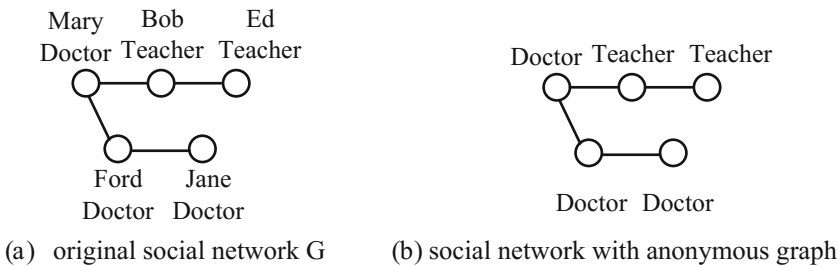 Mary Bob Ed
Doctor Teacher Teacher
Ford Jane
Doctor Doctor
(a) original social network G
Doctor Teacher Teacher
Doctor Doctor
(b) social network with anonymous graph